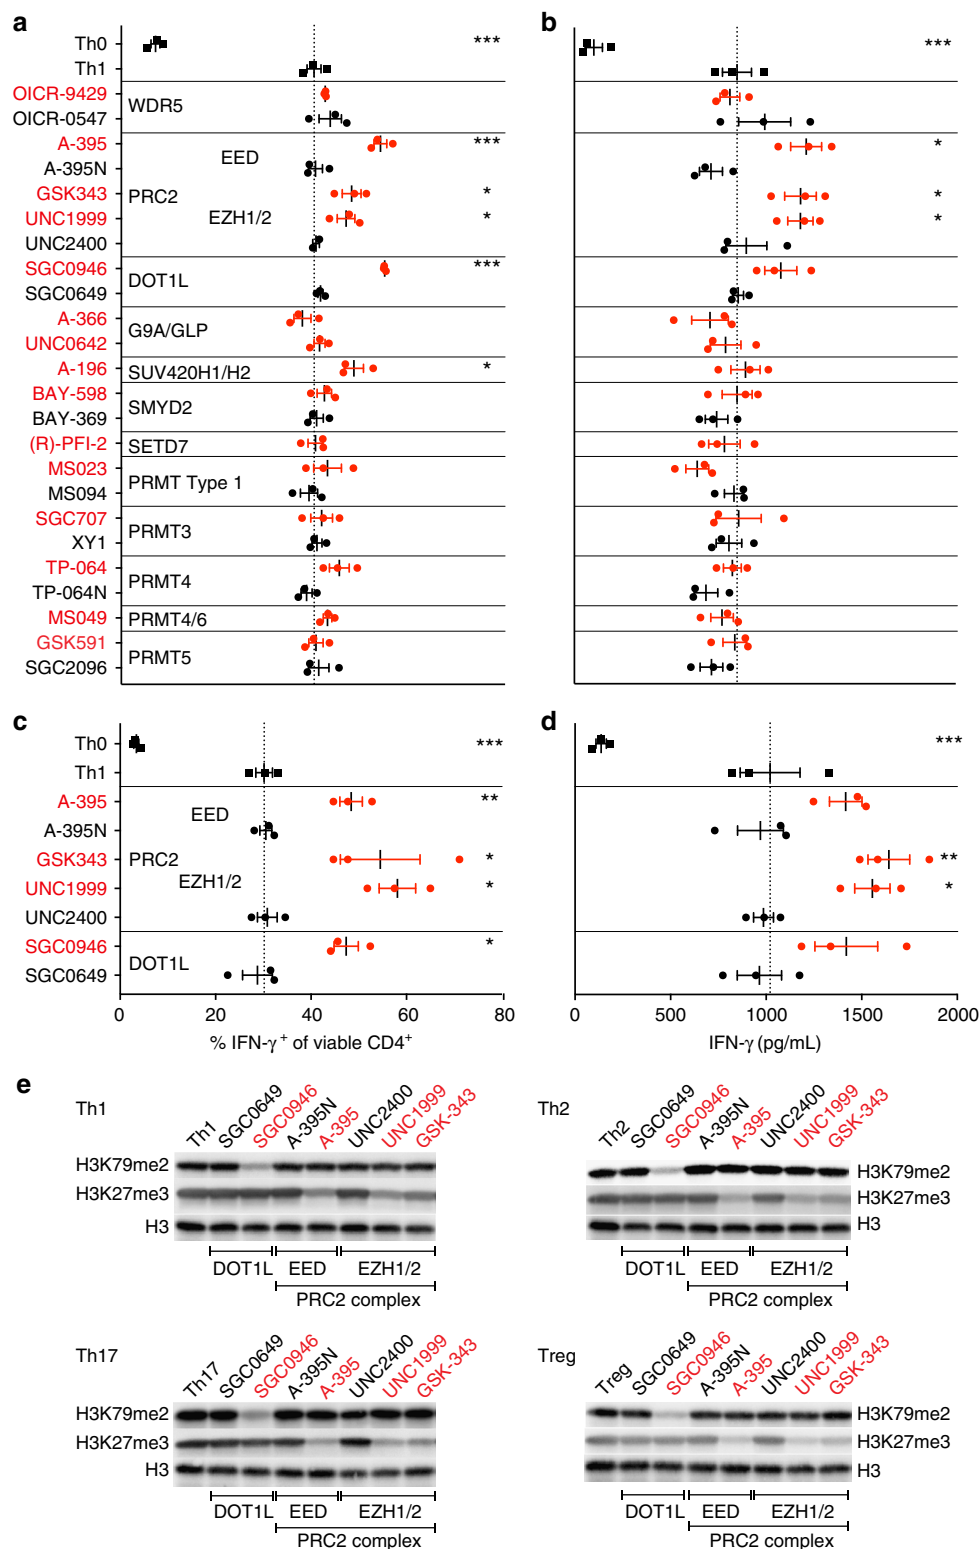 a
b
Th0
***
***
Th1
OICR-9429
WDR5
OICR-0547
A-395
EED
***
*
A-395N
GSK343
PRC2
*
*
UNC1999
EZH1/2
*
*
UNC2400
SGC0946
DOT1L
***
SGC0649
A-366
G9A/GLP
UNC0642
A-196
SUV420H1/H2
*
BAY-598
SMYD2
BAY-369
(R)-PFI-2
SETD7
MS023
PRMT Type 1
MS094
SGC707
PRMT3
XY1
TP-064
PRMT4
TP-064N
MS049
PRMT4/6
GSK591
PRMT5
SGC2096
c
d
Th0
***
***
Th1
A-395
EED
**
A-395N
GSK343
PRC2
*
**
UNC1999
EZH1/2
*
*
UNC2400
SGC0946
DOT1L
*
SGC0649
0 20 40 60 80
0 500 1000 1500 2000
% IFN-γ⁺ of viable CD4⁺
IFN-γ (pg/mL)
e
Th1
Th1 SGC0649 SGC0946 A-395N A-395 UNC2400 UNC1999 GSK-343
H3K79me2
H3K27me3
H3
DOT1L EED EZH1/2
PRC2 complex
Th2
Th2 SGC0649 SGC0946 A-395N A-395 UNC2400 UNC1999 GSK-343
H3K79me2
H3K27me3
H3
DOT1L EED EZH1/2
PRC2 complex
Th17
Th17 SGC0649 SGC0946 A-395N A-395 UNC2400 UNC1999 GSK-343
H3K79me2
H3K27me3
H3
DOT1L EED EZH1/2
PRC2 complex
Treg
Treg SGC0649 SGC0946 A-395N A-395 UNC2400 UNC1999 GSK-343
H3K79me2
H3K27me3
H3
DOT1L EED EZH1/2
PRC2 complex